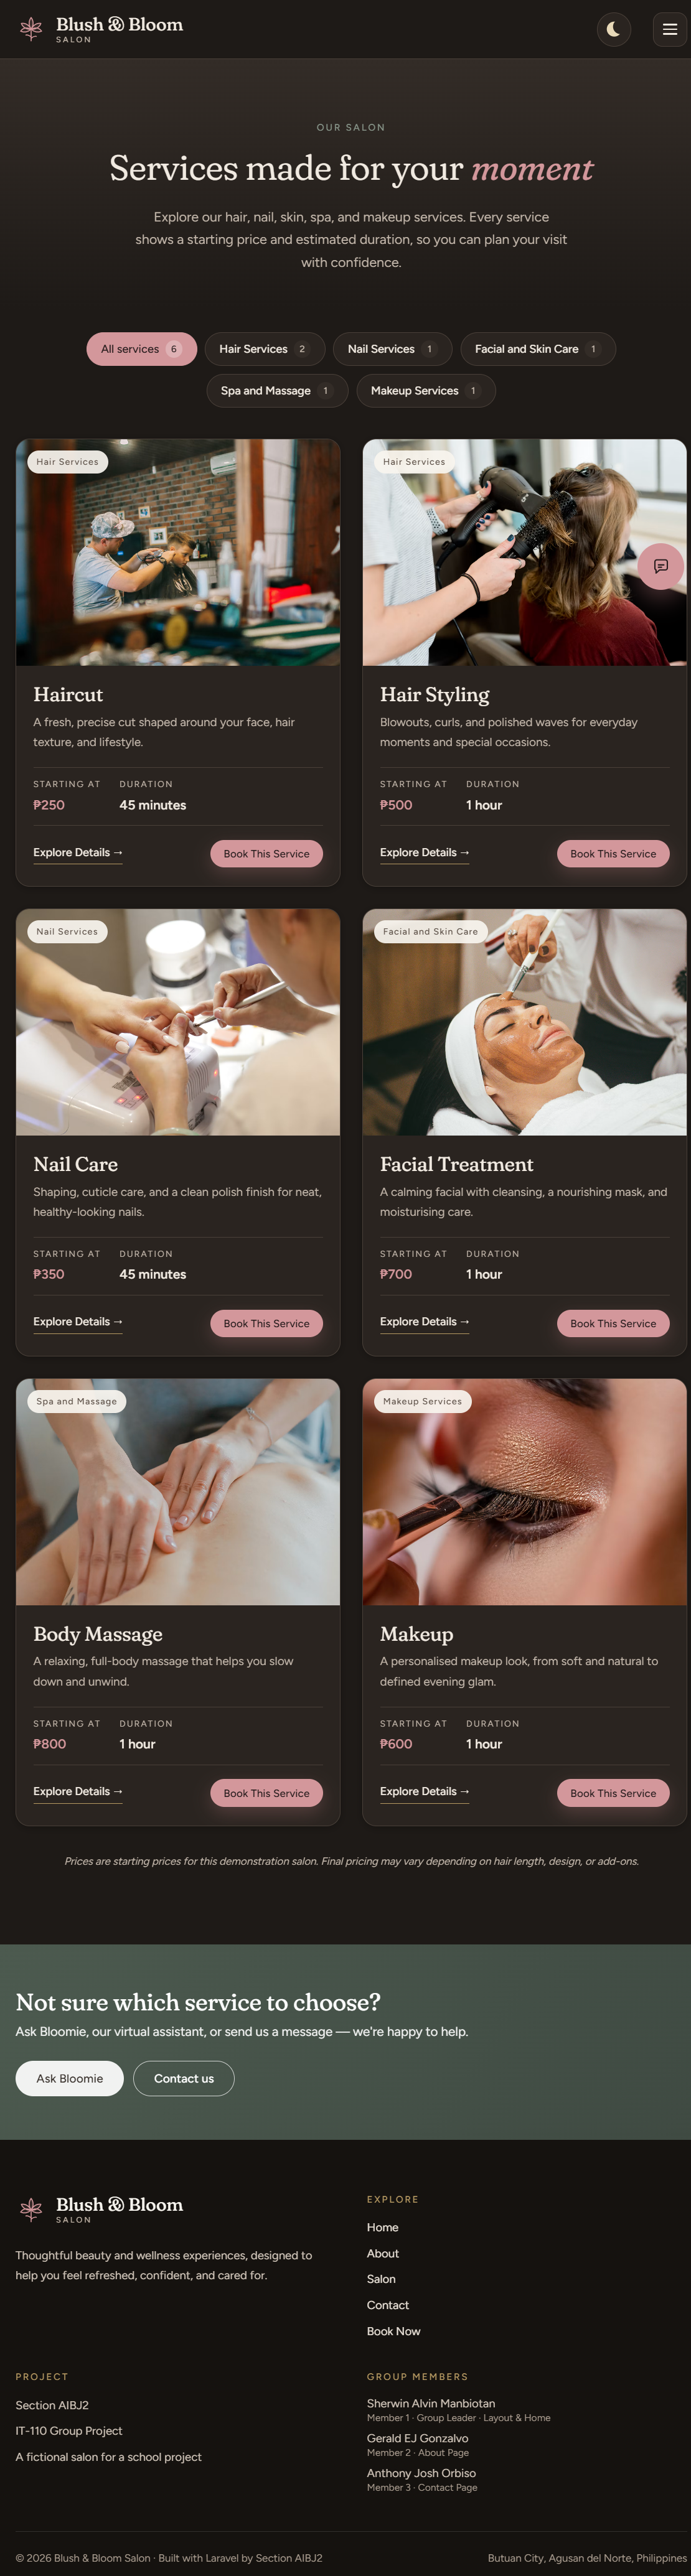 Blush & Bloom
SALON
OUR SALON
Services made for your moment
Explore our hair, nail, skin, spa, and makeup services. Every service
shows a starting price and estimated duration, so you can plan your visit
with confidence.
All services 6
Hair Services 2
Nail Services 1
Facial and Skin Care 1
Spa and Massage 1
Makeup Services 1
Hair Services
Haircut
A fresh, precise cut shaped around your face, hair
texture, and lifestyle.
STARTING AT DURATION
₱250 45 minutes
Explore Details → Book This Service
Hair Services
Hair Styling
Blowouts, curls, and polished waves for everyday
moments and special occasions.
STARTING AT DURATION
₱500 1 hour
Explore Details → Book This Service
Nail Services
Nail Care
Shaping, cuticle care, and a clean polish finish for neat,
healthy-looking nails.
STARTING AT DURATION
₱350 45 minutes
Explore Details → Book This Service
Facial and Skin Care
Facial Treatment
A calming facial with cleansing, a nourishing mask, and
moisturising care.
STARTING AT DURATION
₱700 1 hour
Explore Details → Book This Service
Spa and Massage
Body Massage
A relaxing, full-body massage that helps you slow
down and unwind.
STARTING AT DURATION
₱800 1 hour
Explore Details → Book This Service
Makeup Services
Makeup
A personalised makeup look, from soft and natural to
defined evening glam.
STARTING AT DURATION
₱600 1 hour
Explore Details → Book This Service
Prices are starting prices for this demonstration salon. Final pricing may vary depending on hair length, design, or add-ons.
Not sure which service to choose?
Ask Bloomie, our virtual assistant, or send us a message — we're happy to help.
Ask Bloomie Contact us
Blush & Bloom
SALON
Thoughtful beauty and wellness experiences, designed to
help you feel refreshed, confident, and cared for.
EXPLORE
Home
About
Salon
Contact
Book Now
PROJECT
Section AIBJ2
IT-110 Group Project
A fictional salon for a school project
GROUP MEMBERS
Sherwin Alvin Manbiotan
Member 1 · Group Leader · Layout & Home
Gerald EJ Gonzalvo
Member 2 · About Page
Anthony Josh Orbiso
Member 3 · Contact Page
© 2026 Blush & Bloom Salon · Built with Laravel by Section AIBJ2
Butuan City, Agusan del Norte, Philippines